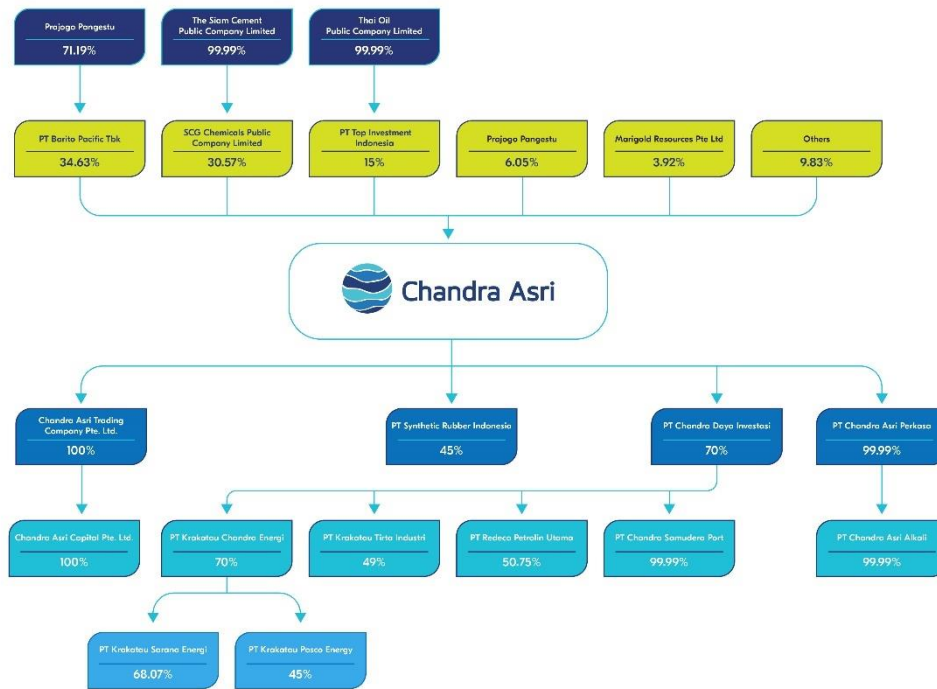 Prajogo Pangestu
71.19%
The Siam Cement
Public Company Limited
99.99%
Thai Oil
Public Company Limited
99.99%
PT Barito Pacific Tbk
34.63%
SCG Chemicals Public
Company Limited
30.57%
PT Top Investment
Indonesia
15%
Prajogo Pangestu
6.05%
Marigold Resources Pte Ltd
3.92%
Others
9.83%
Chandra Asri
Chandra Asri Trading
Company Pte. Ltd.
100%
PT Synthetic Rubber Indonesia
45%
PT Chandra Daya Investasi
70%
PT Chandra Asri Perkasa
99.99%
Chandra Asri Capital Pte. Ltd.
100%
PT Krakatau Chandra Energi
70%
PT Krakatau Tirta Industri
49%
PT Redeco Petrolin Utama
50.75%
PT Chandra Samudera Port
99.99%
PT Chandra Asri Alkali
99.99%
PT Krakatau Sarana Energi
68.07%
PT Krakatau Posco Energy
45%